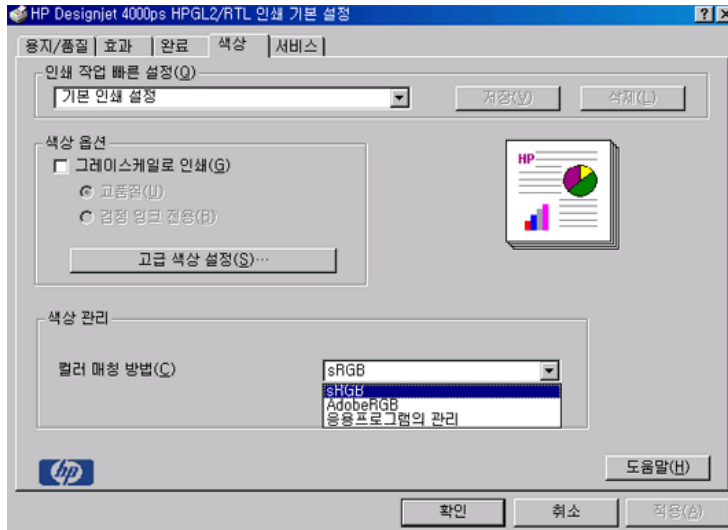 HP Designjet 4000ps HPGL2/RTL 인쇄 기본 설정
용지/품질 효과 완료 색상 서비스
인쇄 작업 빠른 설정(Q)
기본 인쇄 설정 저장(V) 삭제(L)
색상 옵션
그레이스케일로 인쇄(G)
고품질(U)
검정 잉크 전용(B)
고급 색상 설정(S)...
HP
색상 관리
컬러 매칭 방법(C) sRGB
sRGB
AdobeRGB
응용프로그램의 관리
hp
도움말(H)
확인 취소 적용(A)